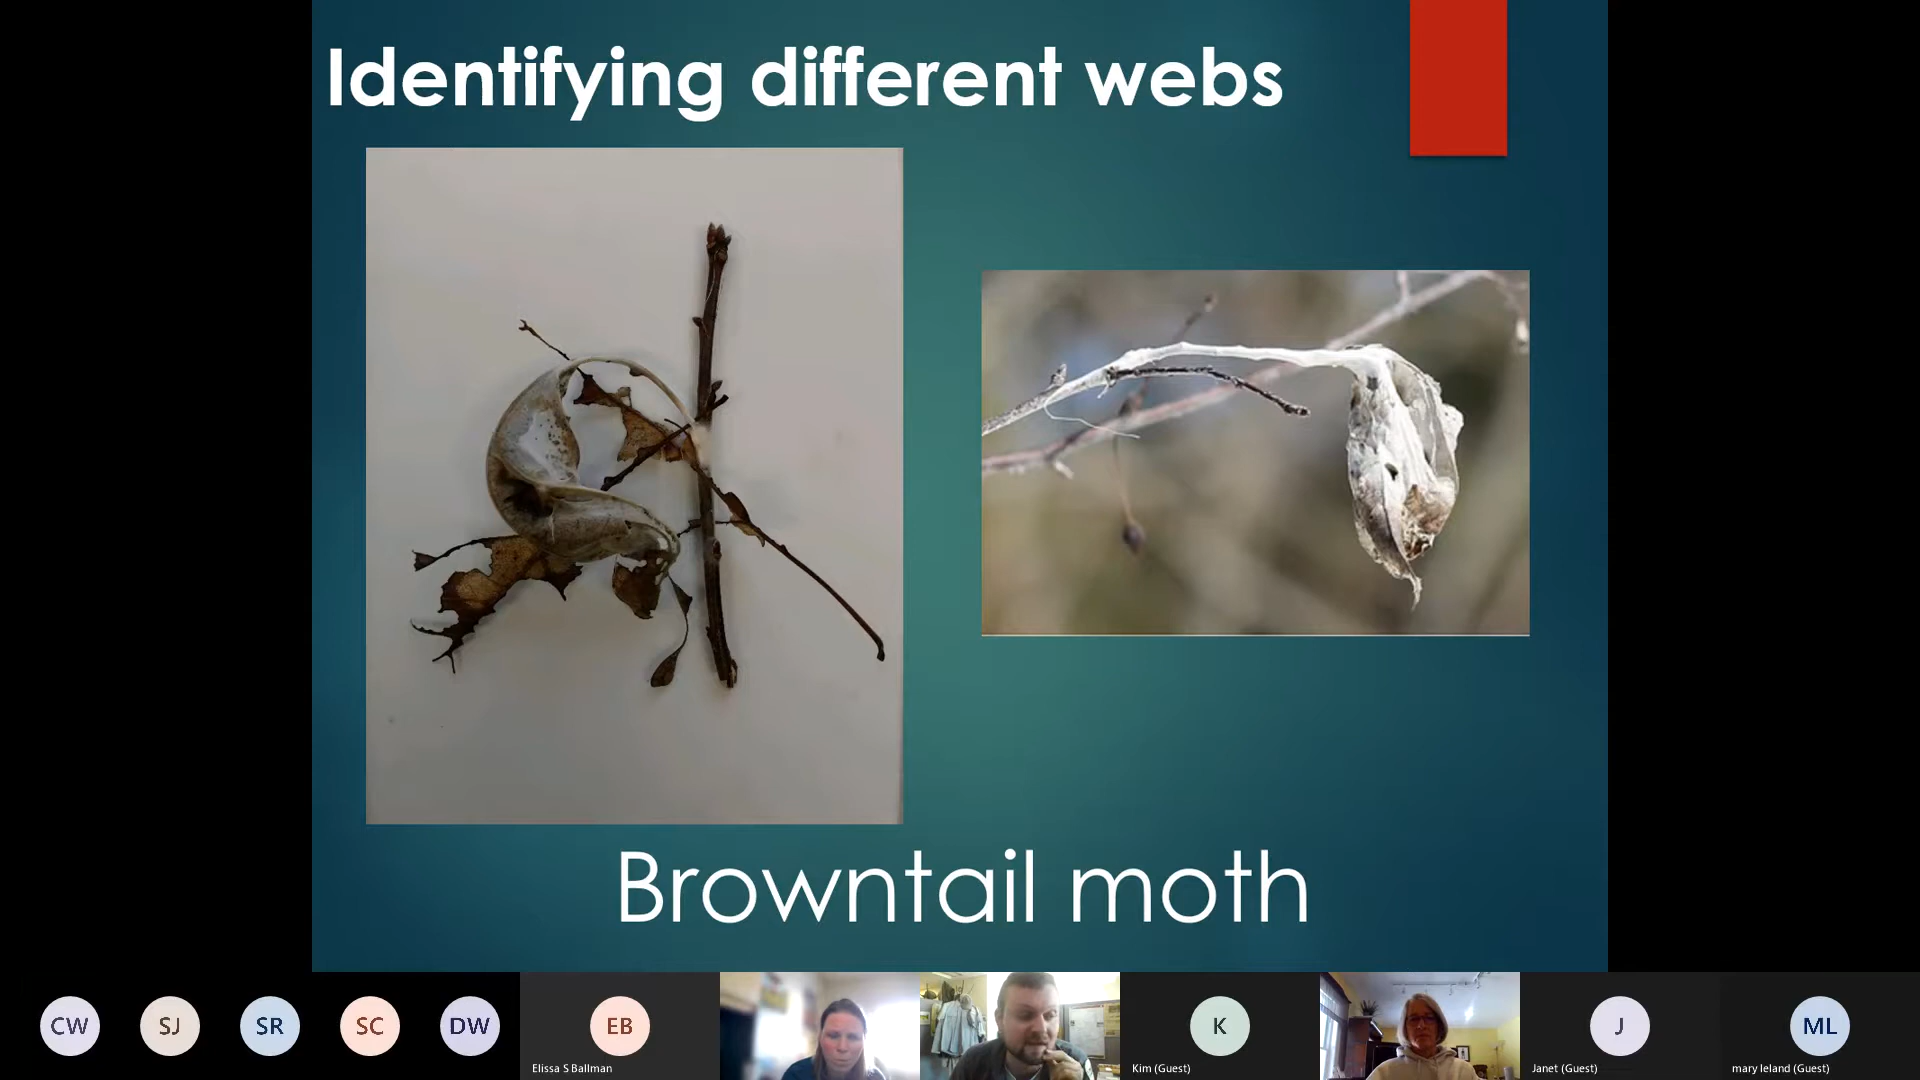 Identifying different webs
Browntail moth
CW
SJ
SR
SC
DW
EB
Elissa S Ballman
K
Kim (Guest)
J
Janet (Guest)
ML
mary leland (Guest)